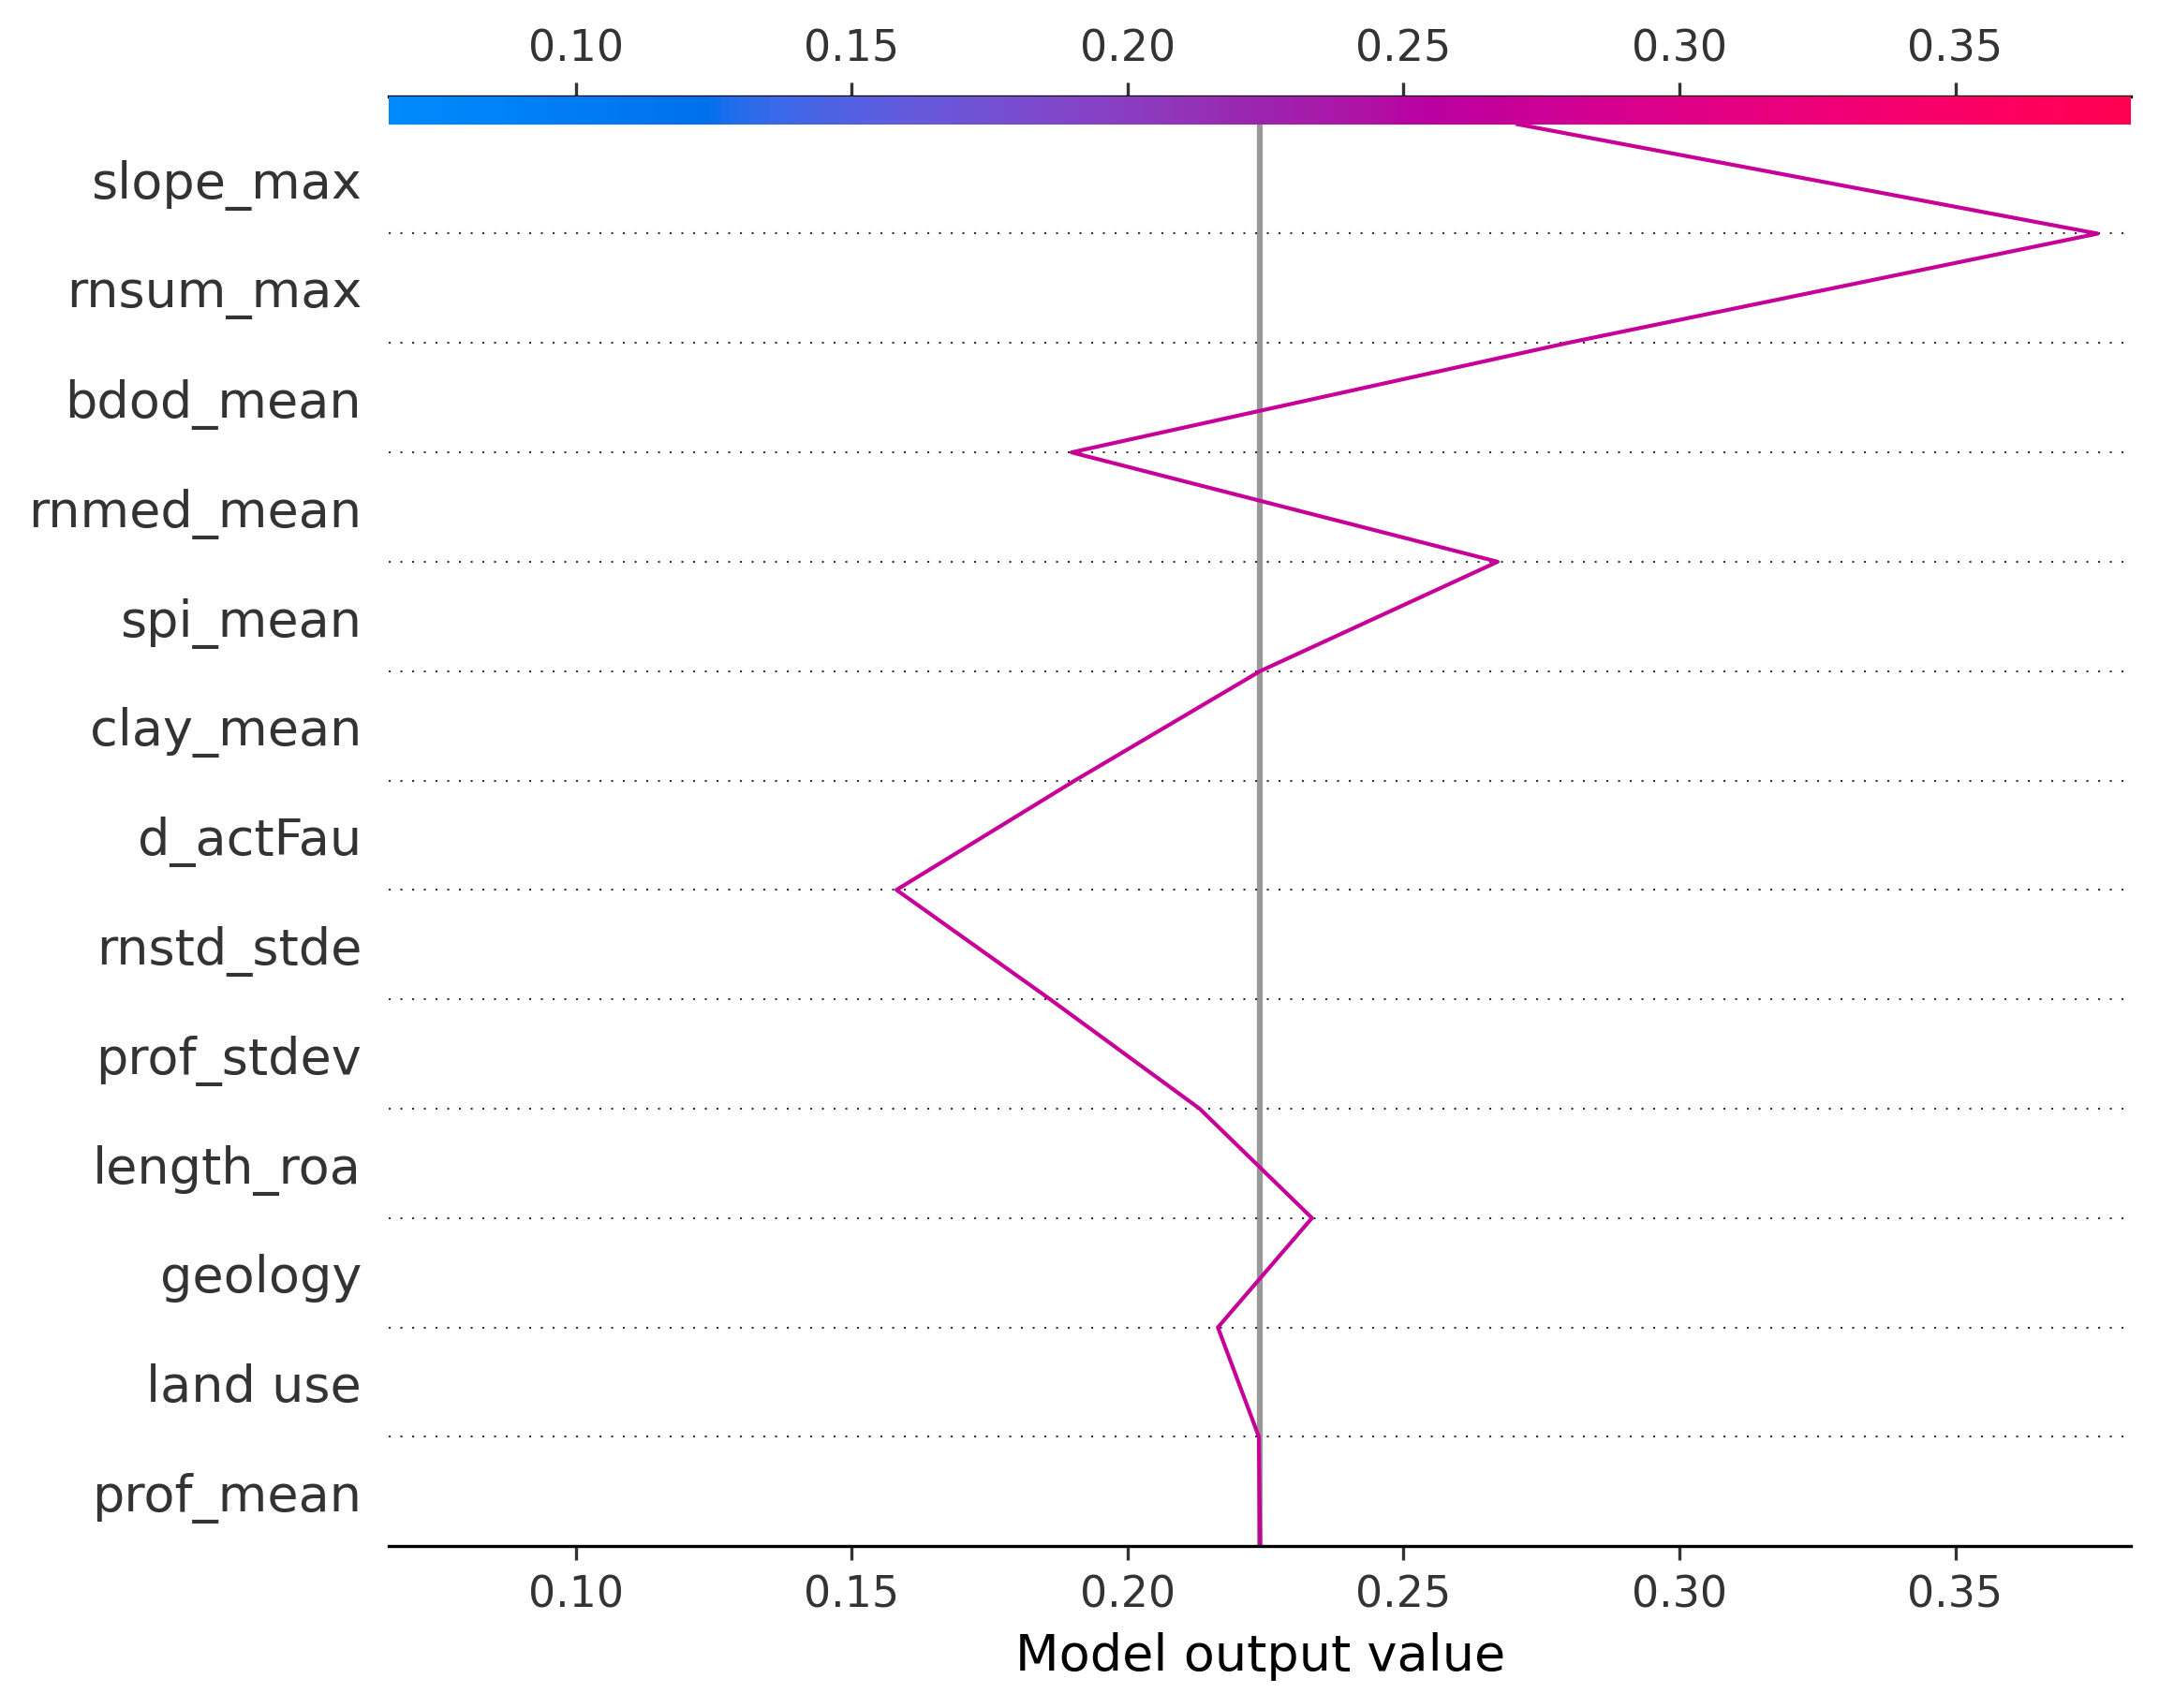 0.10 0.15 0.20 0.25 0.30 0.35
slope_max
rnsum_max
bdod_mean
rnmed_mean
spi_mean
clay_mean
d_actFau
rnstd_stde
prof_stdev
length_roa
geology
land use
prof_mean
0.10 0.15 0.20 0.25 0.30 0.35
Model output value